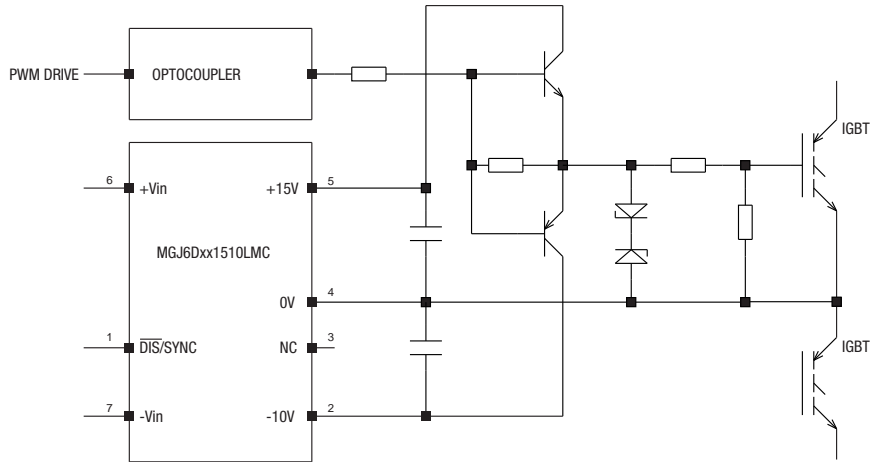 PWM DRIVE
OPTOCOUPLER
IGBT
6
+Vin
+15V
5
MGJ6Dxx1510LMC
0V
4
1
DIS/SYNC
NC
3
IGBT
7
-Vin
-10V
2